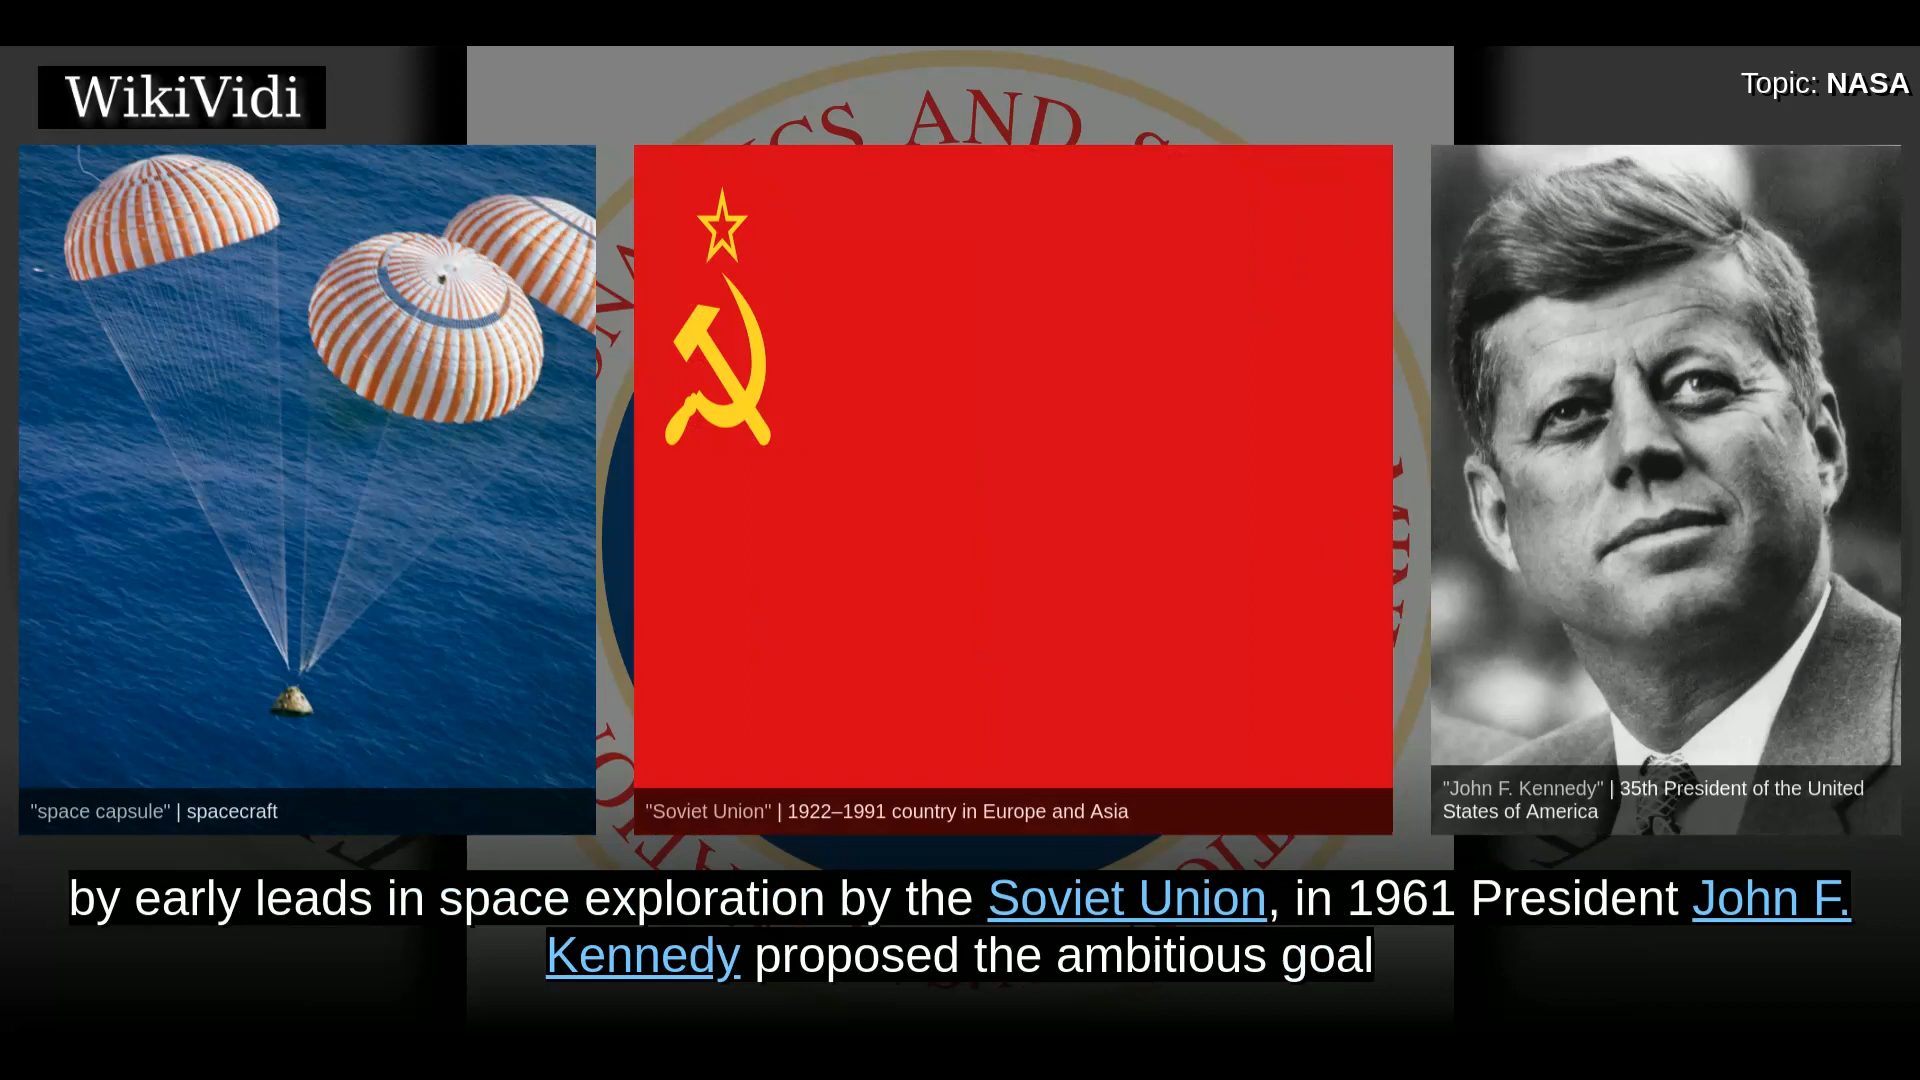 WikiVidi
Topic: NASA
CS AND &
"space capsule" | spacecraft
"Soviet Union" | 1922–1991 country in Europe and Asia
"John F. Kennedy" | 35th President of the United
States of America
by early leads in space exploration by the Soviet Union, in 1961 President John F.
Kennedy proposed the ambitious goal